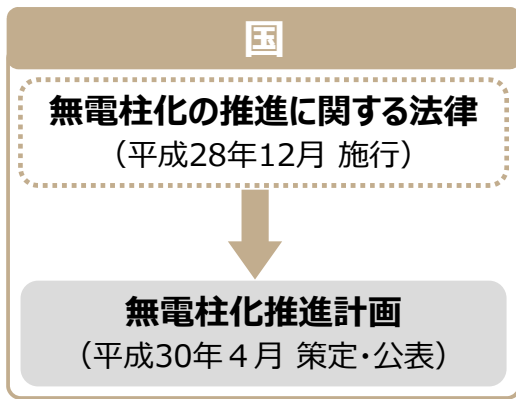 国
無電柱化の推進に関する法律
（平成28年12月 施行）
無電柱化推進計画
（平成30年４月 策定･公表）